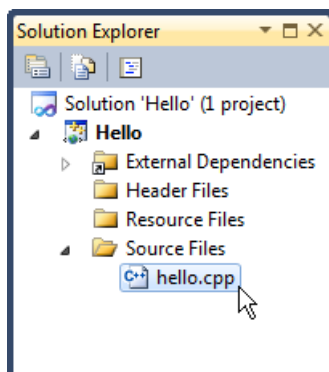 Solution Explorer
Solution 'Hello' (1 project)
Hello
External Dependencies
Header Files
Resource Files
Source Files
C++ hello.cpp